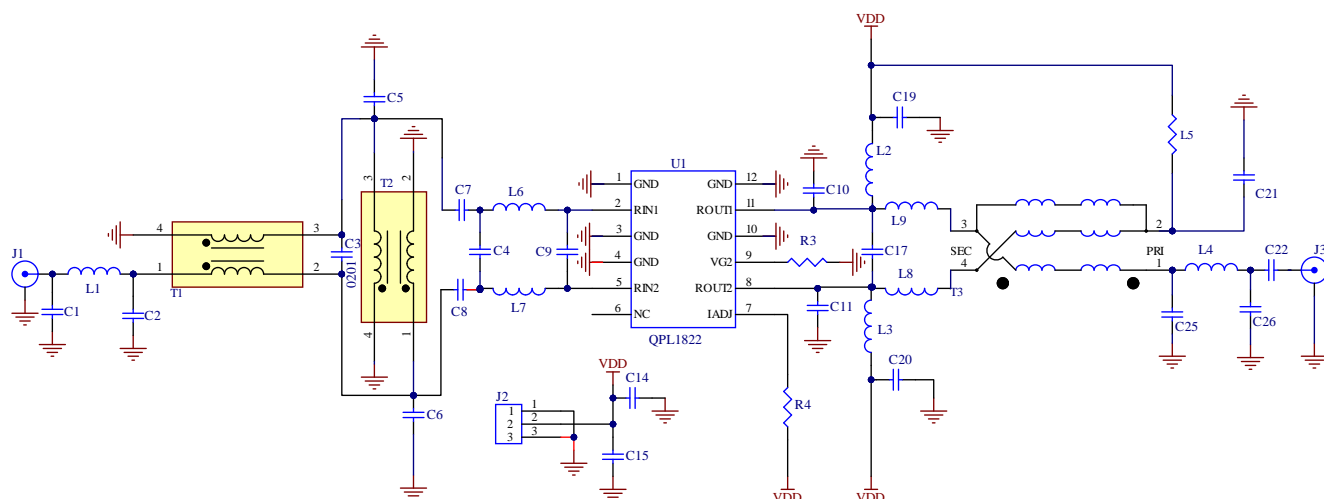 VDD
C5
C19
L5
L2
U1
3
T2
2
C7
L6
1
GND
GND
12
C10
C21
2
RIN1
ROUT1
11
L9
3
2
4
3
C3
0201
C4
C9
3
GND
GND
10
R3
C17
SEC
PRI
L4
C22
J3
J1
L1
1
2
4
GND
VG2
9
4
1
T1
C8
L7
5
RIN2
ROUT2
8
L8
T3
C1
C2
4
1
6
NC
IADJ
7
C11
L3
C25
C26
QPL1822
VDD
C14
C20
J2
1
2
3
1
2
3
R4
C6
C15
VDD
VDD